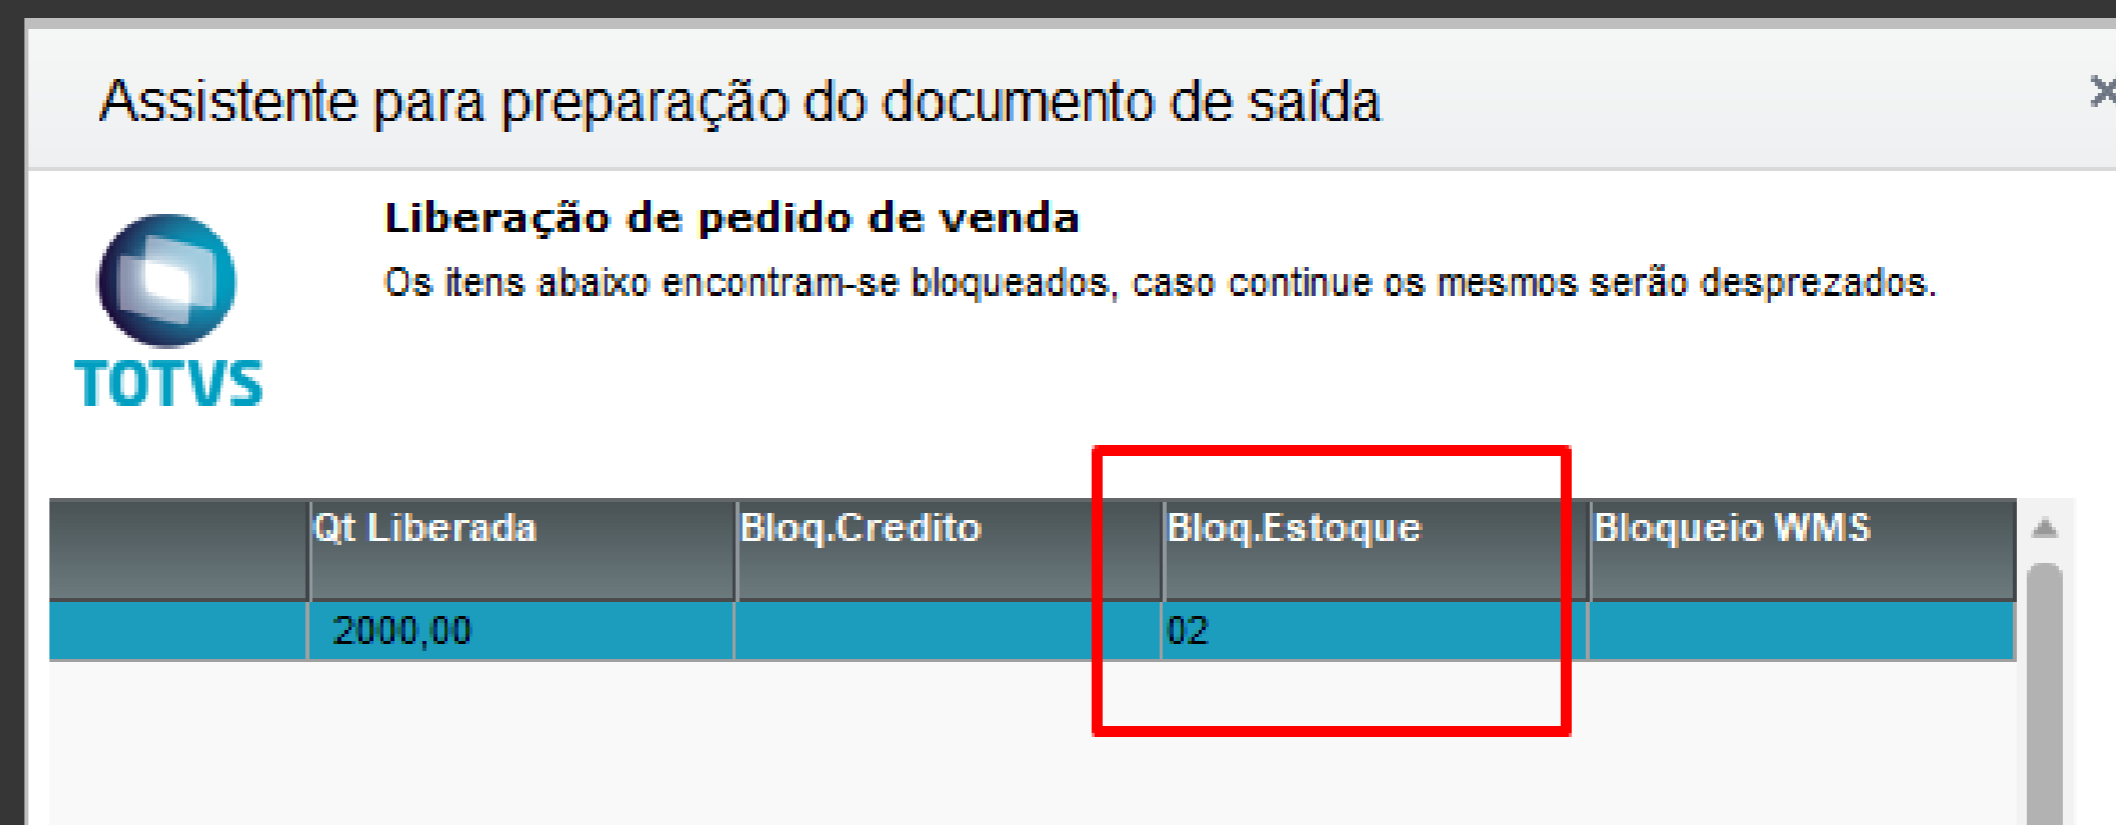 Assistente para preparação do documento de saída
Liberação de pedido de venda
Os itens abaixo encontram-se bloqueados, caso continue os mesmos serão desprezados.
TOTVS
Qt Liberada Bloq.Credito Bloq.Estoque Bloqueio WMS
2000,00 02